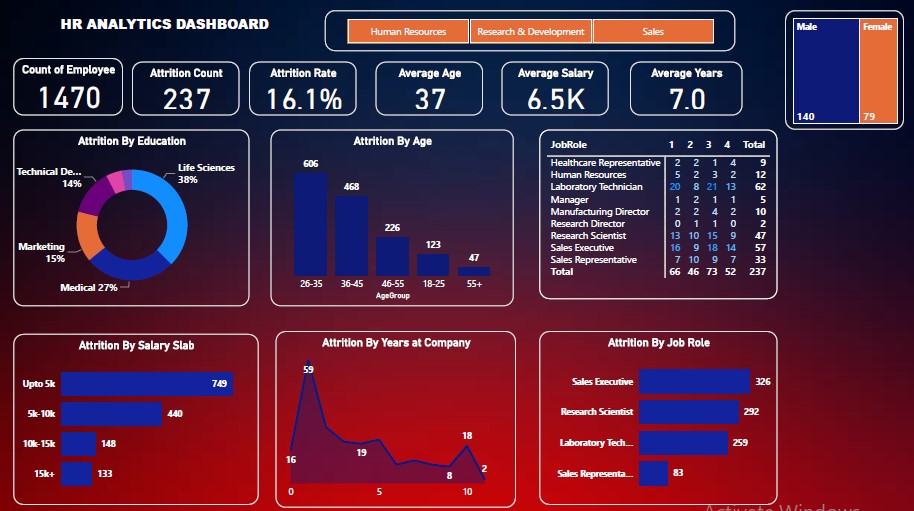 HR ANALYTICS DASHBOARD
Human Resources
Research & Development
Sales
Male
Female
140
79
Count of Employee
1470
Attrition Count
237
Attrition Rate
16.1%
Average Age
37
Average Salary
6.5K
Average Years
7.0
Attrition By Education
Technical De...
14%
Life Sciences
38%
Marketing
15%
Medical 27%
Attrition By Age
606
468
226
123
47
26-35 36-45 46-55 18-25 55+
AgeGroup
JobRole 1 2 3 4 Total
Healthcare Representative 2 2 1 4 9
Human Resources 5 2 3 2 12
Laboratory Technician 20 8 21 13 62
Manager 1 2 1 1 5
Manufacturing Director 2 2 4 2 10
Research Director 0 1 1 0 2
Research Scientist 13 10 15 9 47
Sales Executive 16 9 18 14 57
Sales Representative 7 10 9 7 33
Total 66 46 73 52 237
Attrition By Salary Slab
Upto 5k 749
5k-10k 440
10k-15k 148
15k+ 133
Attrition By Years at Company
59
16
19
18
8
2
0 5 10
Attrition By Job Role
Sales Executive 326
Research Scientist 292
Laboratory Tech... 259
Sales Representa... 83
Activate Windows